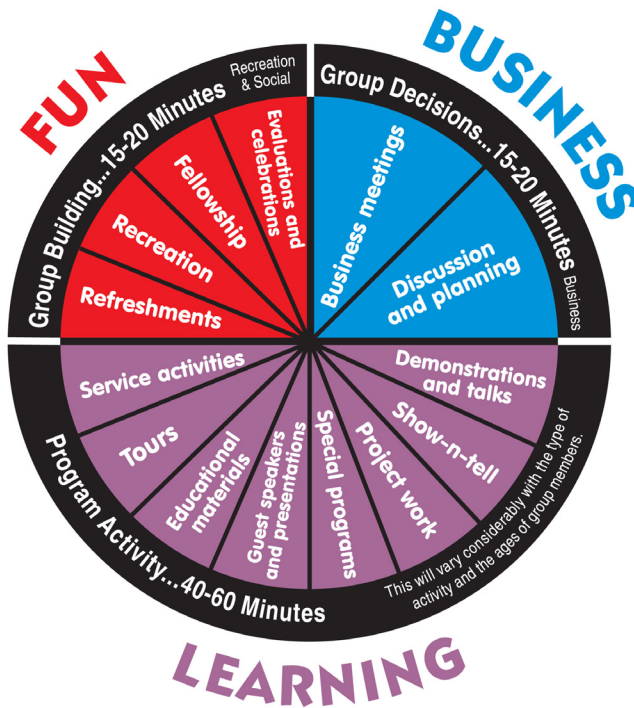 FUN
Group Building...15-20 Minutes
Recreation
& Social
Refreshments
Recreation
Fellowship
Evaluations and
celebrations
BUSINESS
Group Decisions...15-20 Minutes
Business
Business meetings
Discussion
and planning
LEARNING
Program Activity...40-60 Minutes
This will vary considerably with the type of
activity and the ages of group members.
Service activities
Tours
Educational
materials
Guest speakers
and presentations
Special programs
Project work
Show-n-tell
Demonstrations
and talks